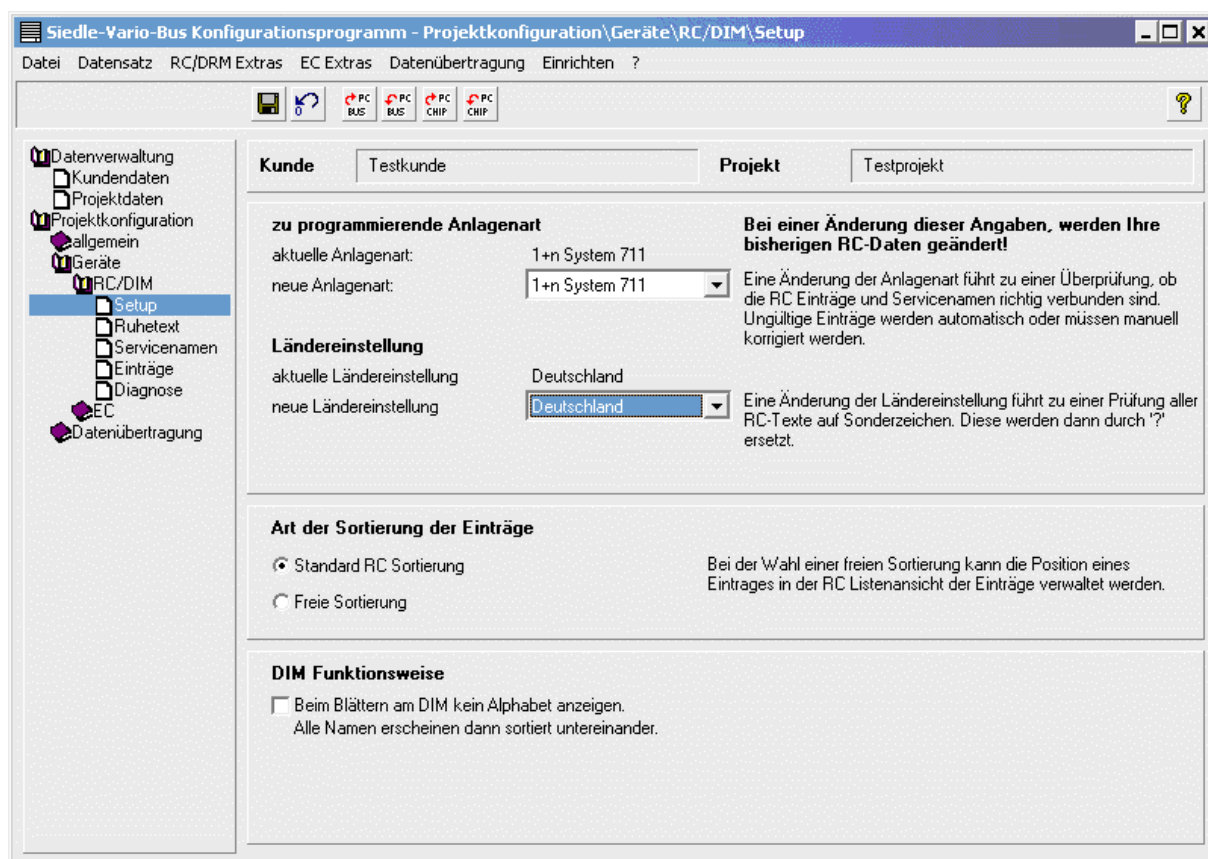 Siedle-Vario-Bus Konfigurationsprogramm - Projektkonfiguration\Geräte\RC/DIM\Setup
Datei Datensatz RC/DRM Extras EC Extras Datenübertragung Einrichten ?
PC BUS PC BUS PC CHIP PC CHIP
Datenverwaltung
Kundendaten
Projektdaten
Projektkonfiguration
allgemein
Geräte
RC/DIM
Setup
Ruhetext
Servicenamen
Einträge
Diagnose
EC
Datenübertragung
Kunde Testkunde Projekt Testprojekt
zu programmierende Anlagenart
aktuelle Anlagenart: 1+n System 711
neue Anlagenart: 1+n System 711
Bei einer Änderung dieser Angaben, werden Ihre
bisherigen RC-Daten geändert!
Eine Änderung der Anlagenart führt zu einer Überprüfung, ob
die RC Einträge und Servicenamen richtig verbunden sind.
Ungültige Einträge werden automatisch oder müssen manuell
korrigiert werden.
Ländereinstellung
aktuelle Ländereinstellung Deutschland
neue Ländereinstellung Deutschland
Eine Änderung der Ländereinstellung führt zu einer Prüfung aller
RC-Texte auf Sonderzeichen. Diese werden dann durch '?'
ersetzt.
Art der Sortierung der Einträge
Standard RC Sortierung
Freie Sortierung
Bei der Wahl einer freien Sortierung kann die Position eines
Eintrages in der RC Listenansicht der Einträge verwaltet werden.
DIM Funktionsweise
Beim Blättern am DIM kein Alphabet anzeigen.
Alle Namen erscheinen dann sortiert untereinander.